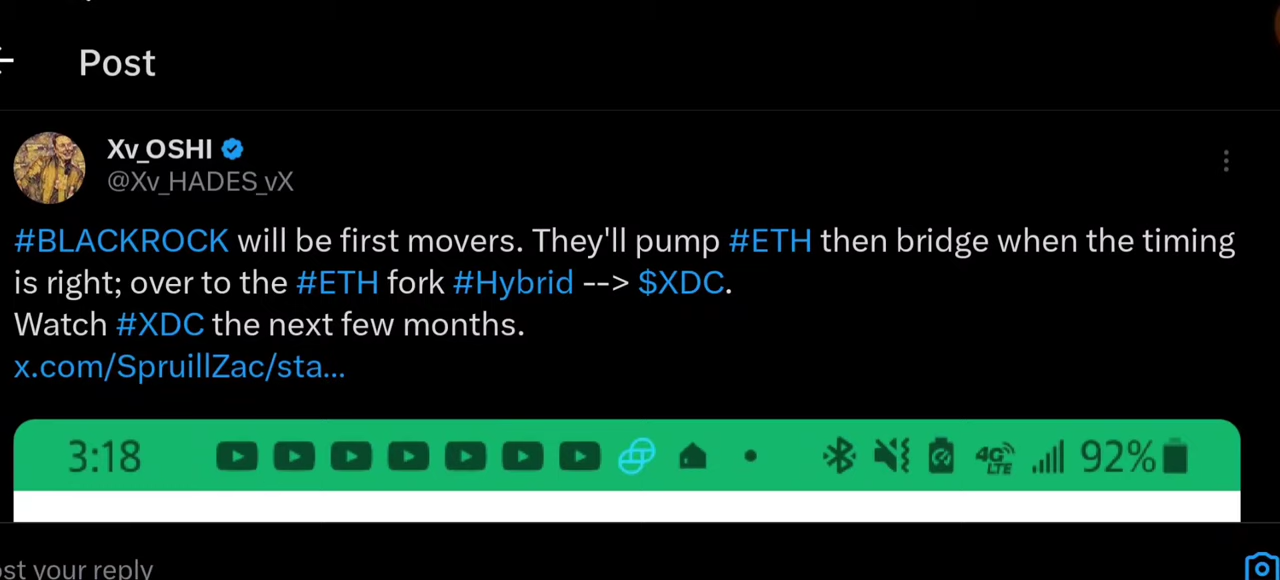 Post
Xv_OSHI
@Xv_HADES_vX
#BLACKROCK will be first movers. They'll pump #ETH then bridge when the timing
is right; over to the #ETH fork #Hybrid --> $XDC.
Watch #XDC the next few months.
x.com/SpruillZac/sta...
3:18 4G LTE 92%
ost your reply